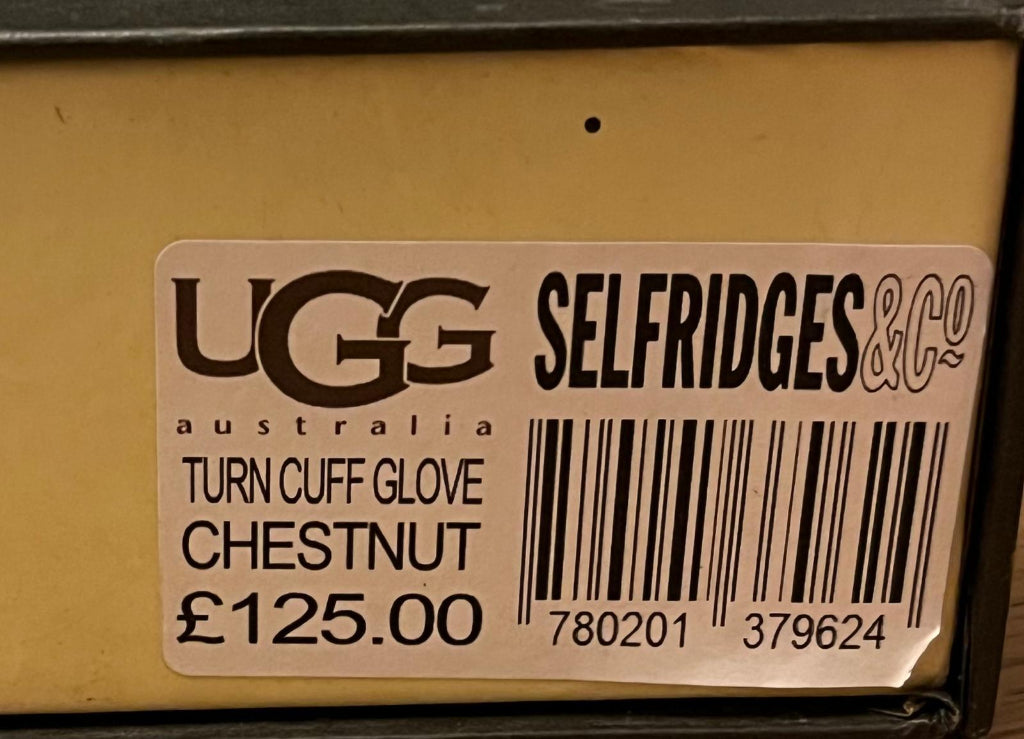 UGG
australia
TURN CUFF GLOVE
CHESTNUT
£125.00
SELFRIDGES&Cº
780201 379624